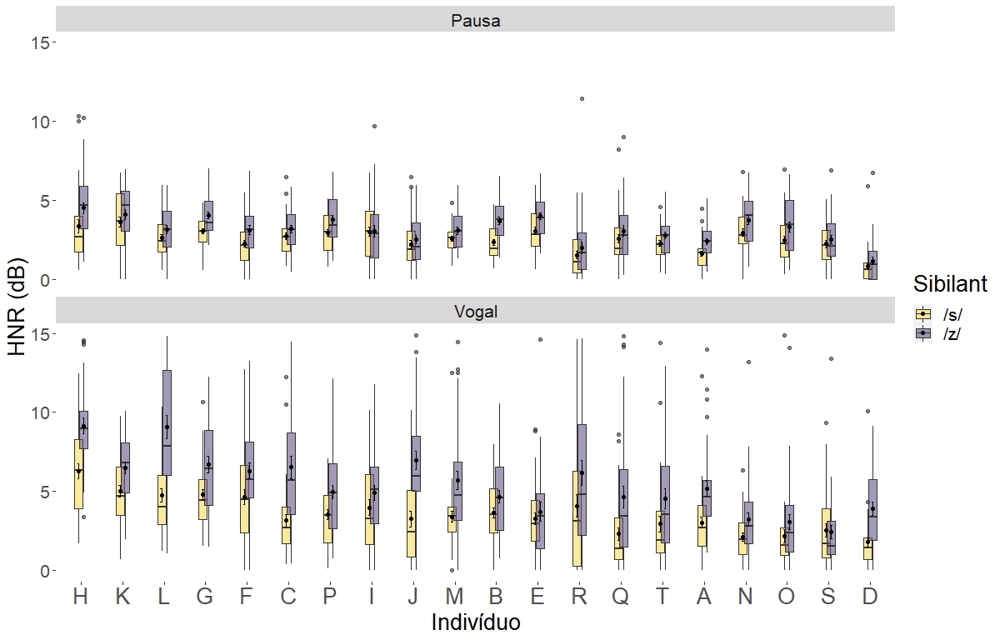 Pausa
15
10
5
0
HNR (dB)
Vogal
15
10
5
0
H K L G F C P I J M B E R Q T A N O S D
Indivíduo
Sibilant
/s/
/z/